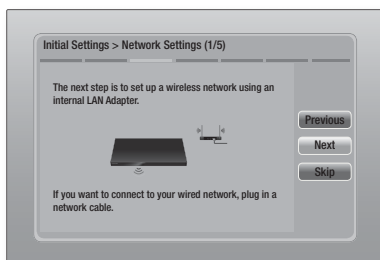 Initial Settings > Network Settings (1/5)
The next step is to set up a wireless network using an
internal LAN Adapter.
Previous
Next
Skip
If you want to connect to your wired network, plug in a
network cable.